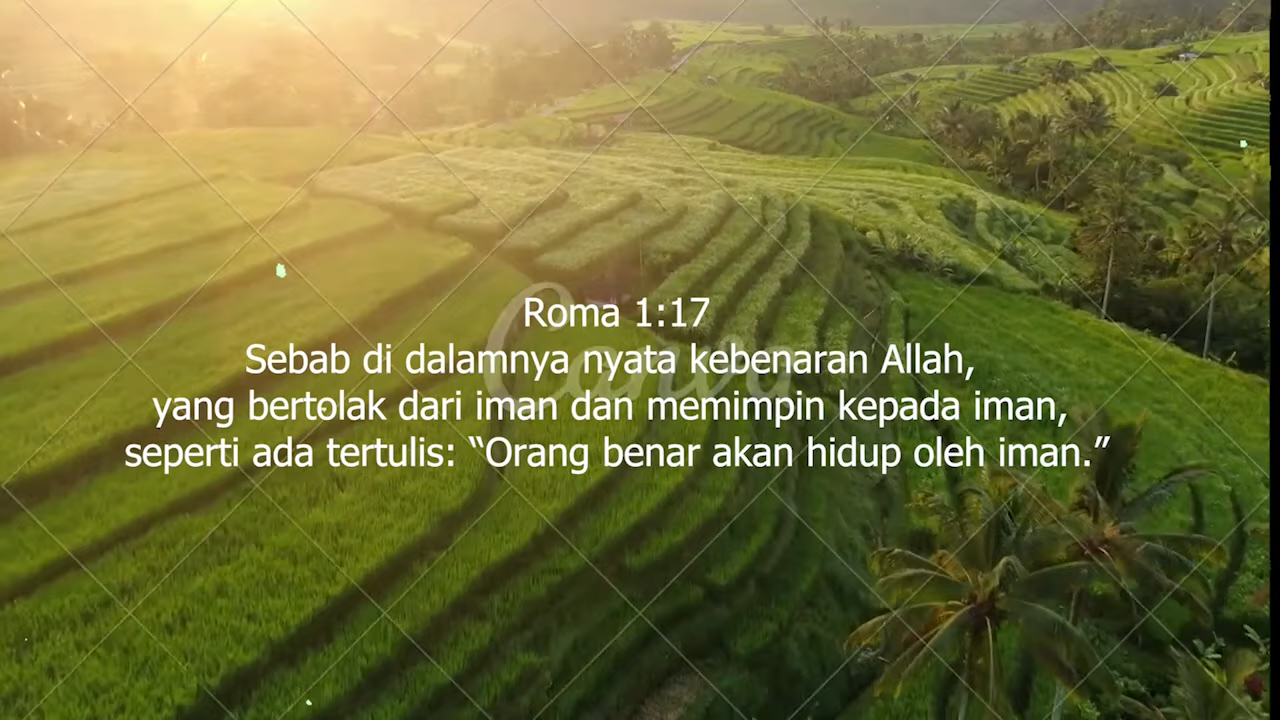 Roma 1:17
Sebab di dalamnya nyata kebenaran Allah,
yang bertolak dari iman dan memimpin kepada iman,
seperti ada tertulis: “Orang benar akan hidup oleh iman.”
Canva